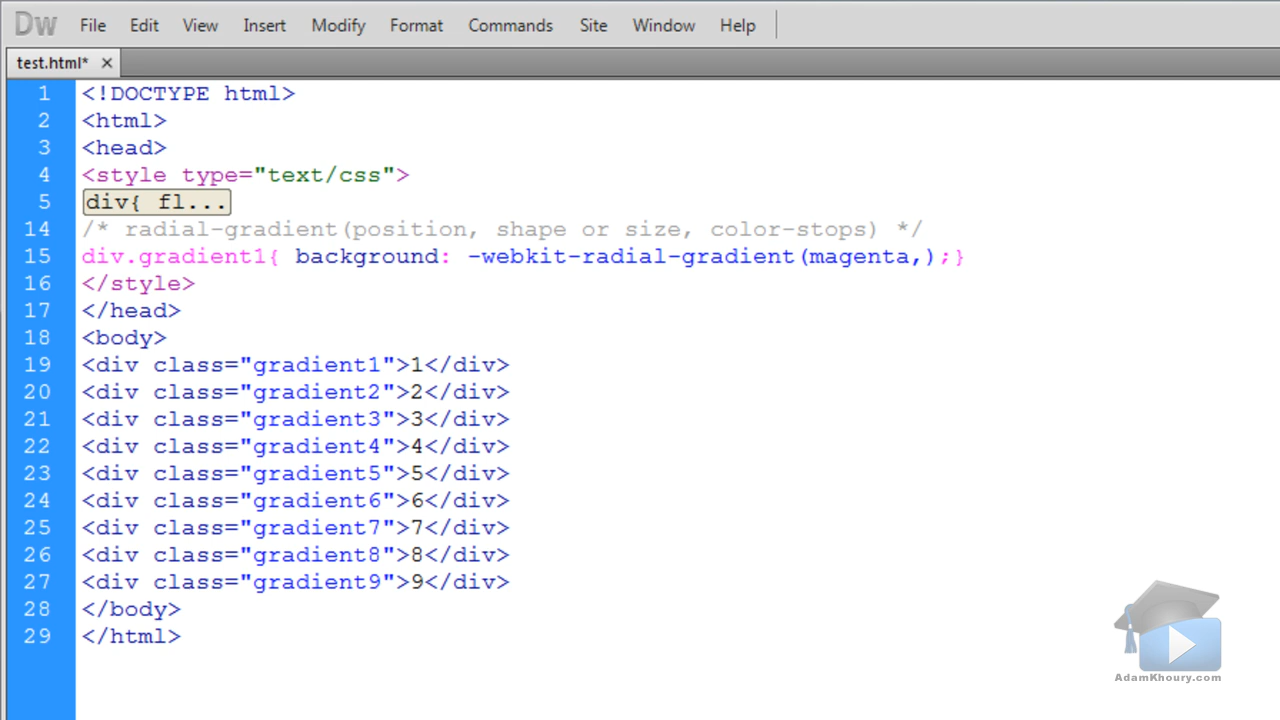 Dw File Edit View Insert Modify Format Commands Site Window Help
test.html* ×
1 <!DOCTYPE html>
2 <html>
3 <head>
4 <style type="text/css">
5 div{ fl...
14 /* radial-gradient(position, shape or size, color-stops) */
15 div.gradient1{ background: -webkit-radial-gradient(magenta,);}
16 </style>
17 </head>
18 <body>
19 <div class="gradient1">1</div>
20 <div class="gradient2">2</div>
21 <div class="gradient3">3</div>
22 <div class="gradient4">4</div>
23 <div class="gradient5">5</div>
24 <div class="gradient6">6</div>
25 <div class="gradient7">7</div>
26 <div class="gradient8">8</div>
27 <div class="gradient9">9</div>
28 </body>
29 </html>
AdamKhoury.com